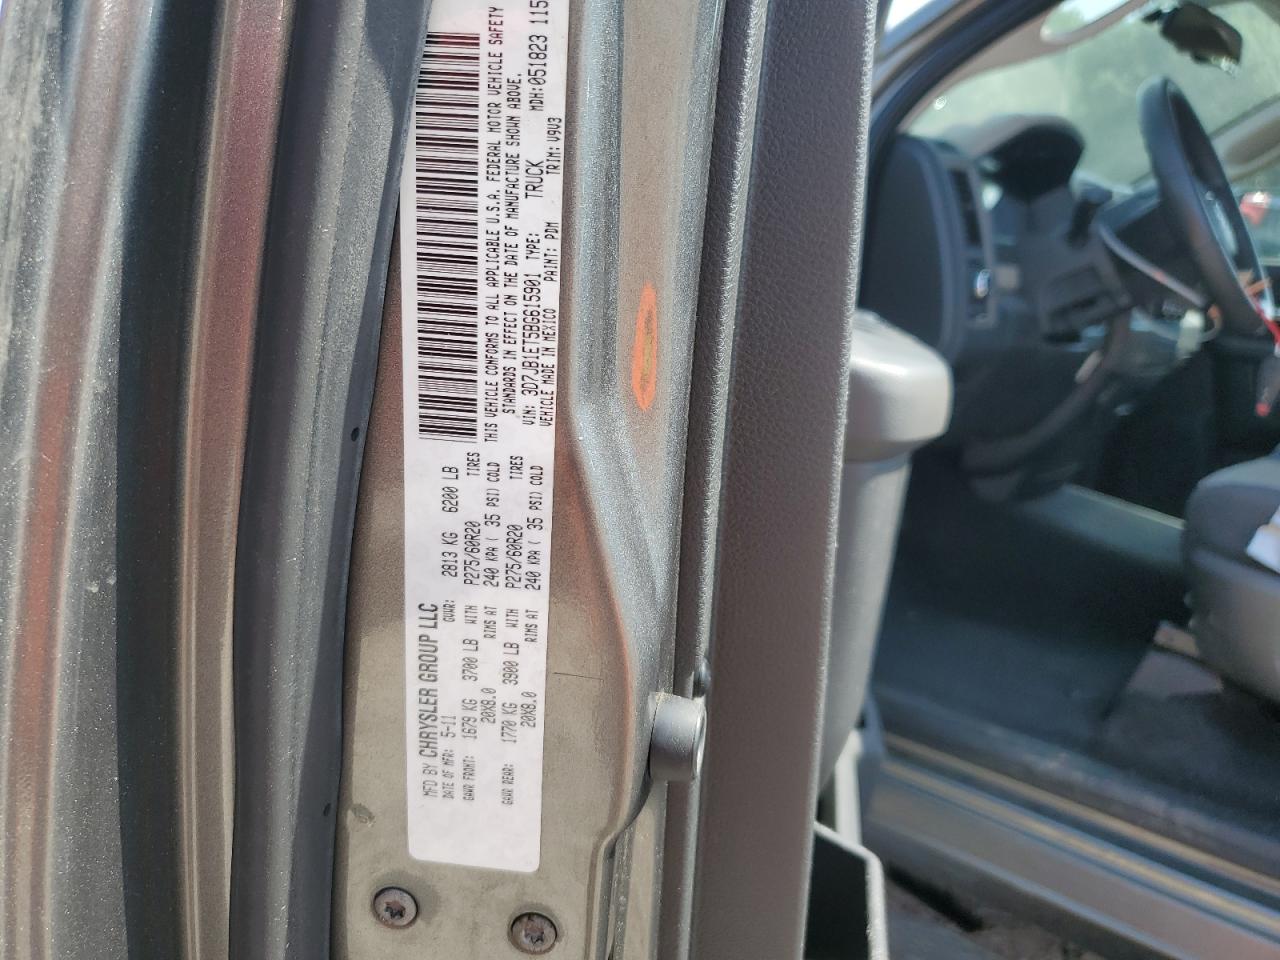 MFD BY CHRYSLER GROUP LLC
DATE OF MFR: 5-11 GVWR: 2813 KG 6200 LB
GAWR FRONT: 1679 KG 3700 LB WITH P275/60R20 TIRES
20X8.0 RIMS AT 240 KPA ( 35 PSI) COLD
GAWR REAR: 1770 KG 3900 LB WITH P275/60R20 TIRES
20X8.0 RIMS AT 240 KPA ( 35 PSI) COLD
THIS VEHICLE CONFORMS TO ALL APPLICABLE U.S.A. FEDERAL MOTOR VEHICLE SAFETY
STANDARDS IN EFFECT ON THE DATE OF MANUFACTURE SHOWN ABOVE.
VIN: 3D7JB1ET5BG615901 TYPE: TRUCK MDH:051823 115
VEHICLE MADE IN MEXICO PAINT: PDM TRIM: V9V3